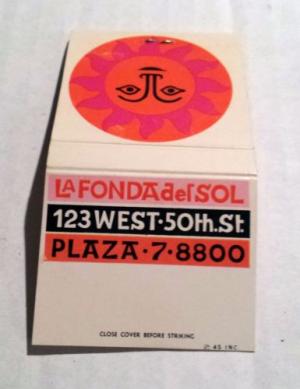 LA FONDA del SOL
123 WEST·50th.St.
PLAZA·7·8800
CLOSE COVER BEFORE STRIKING